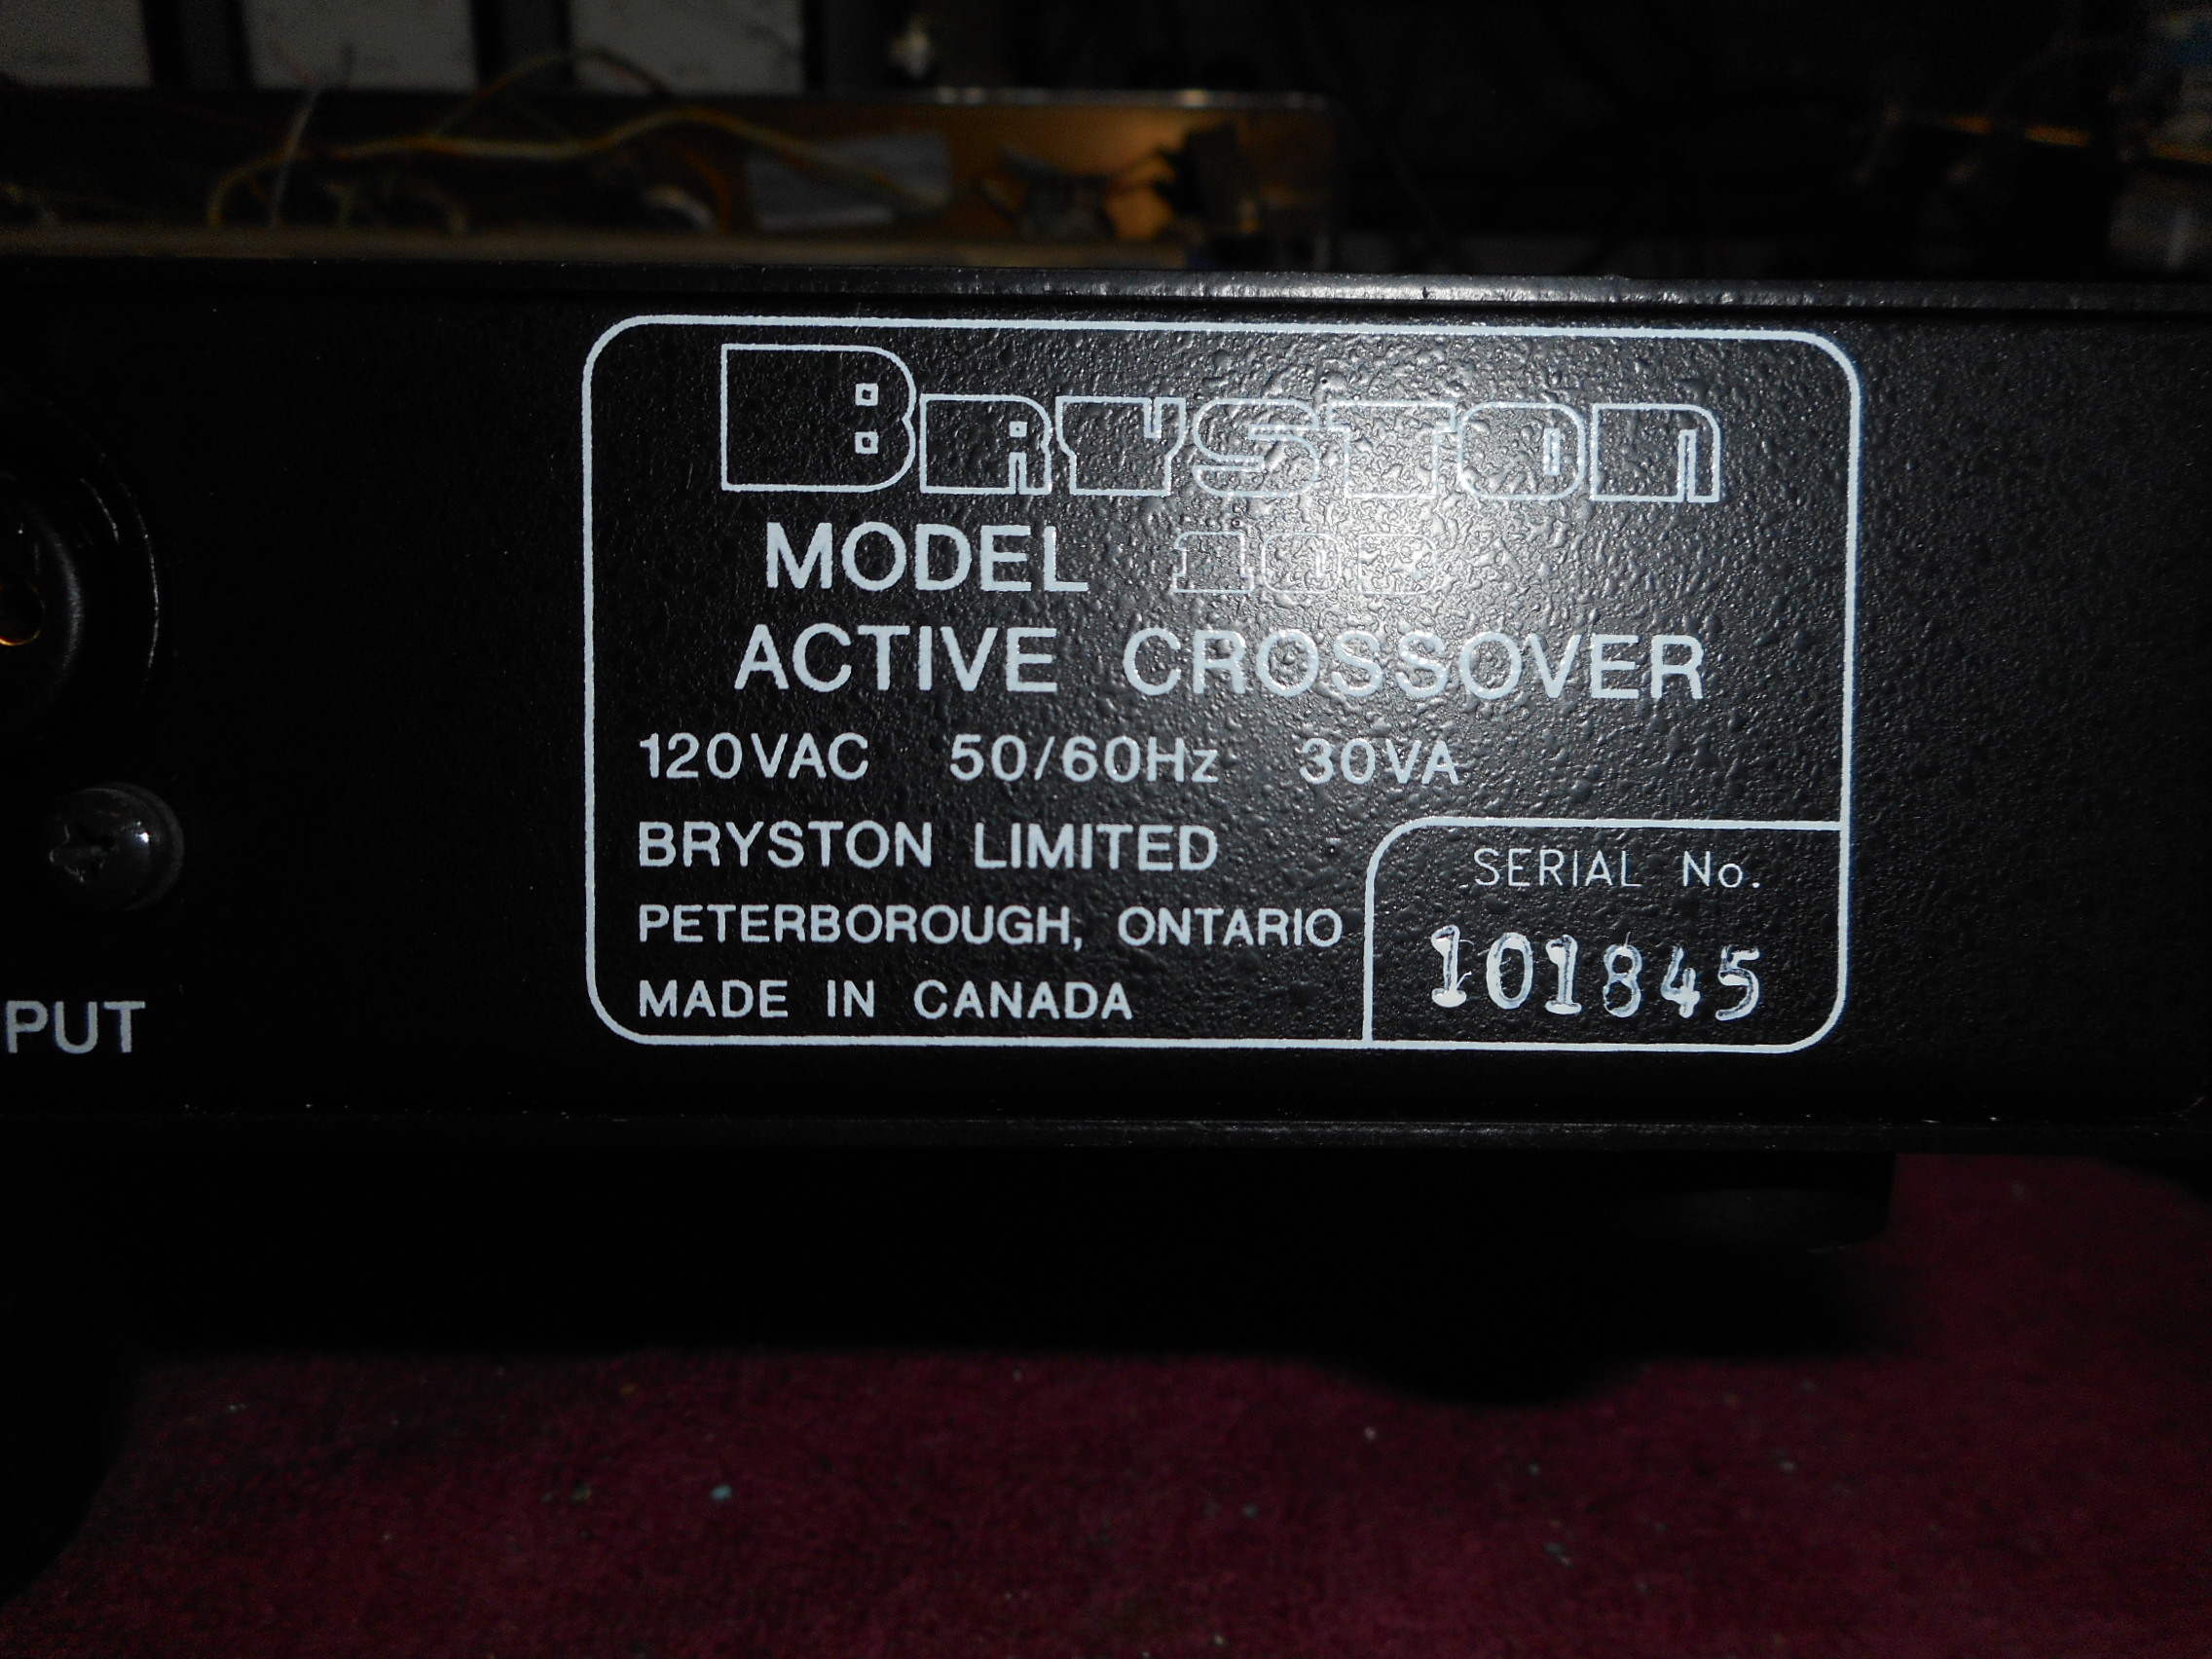 BRYSTON
MODEL 10B
ACTIVE CROSSOVER
120VAC 50/60Hz 30VA
BRYSTON LIMITED
PETERBOROUGH, ONTARIO
MADE IN CANADA
SERIAL No.
101845
PUT